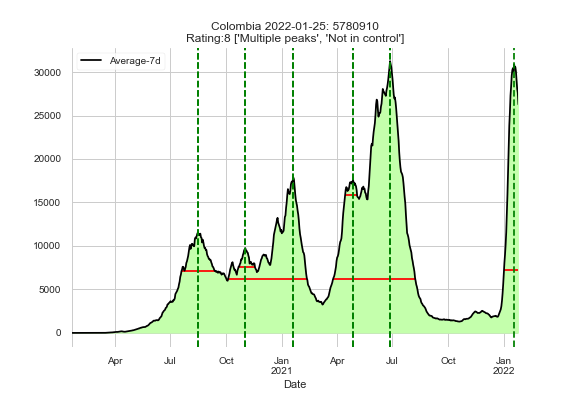 Colombia 2022-01-25: 5780910
Rating:8 ['Multiple peaks', 'Not in control']
Average-7d
30000
25000
20000
15000
10000
5000
0
Apr Jul Oct Jan Apr Jul Oct Jan
2021 2022
Date